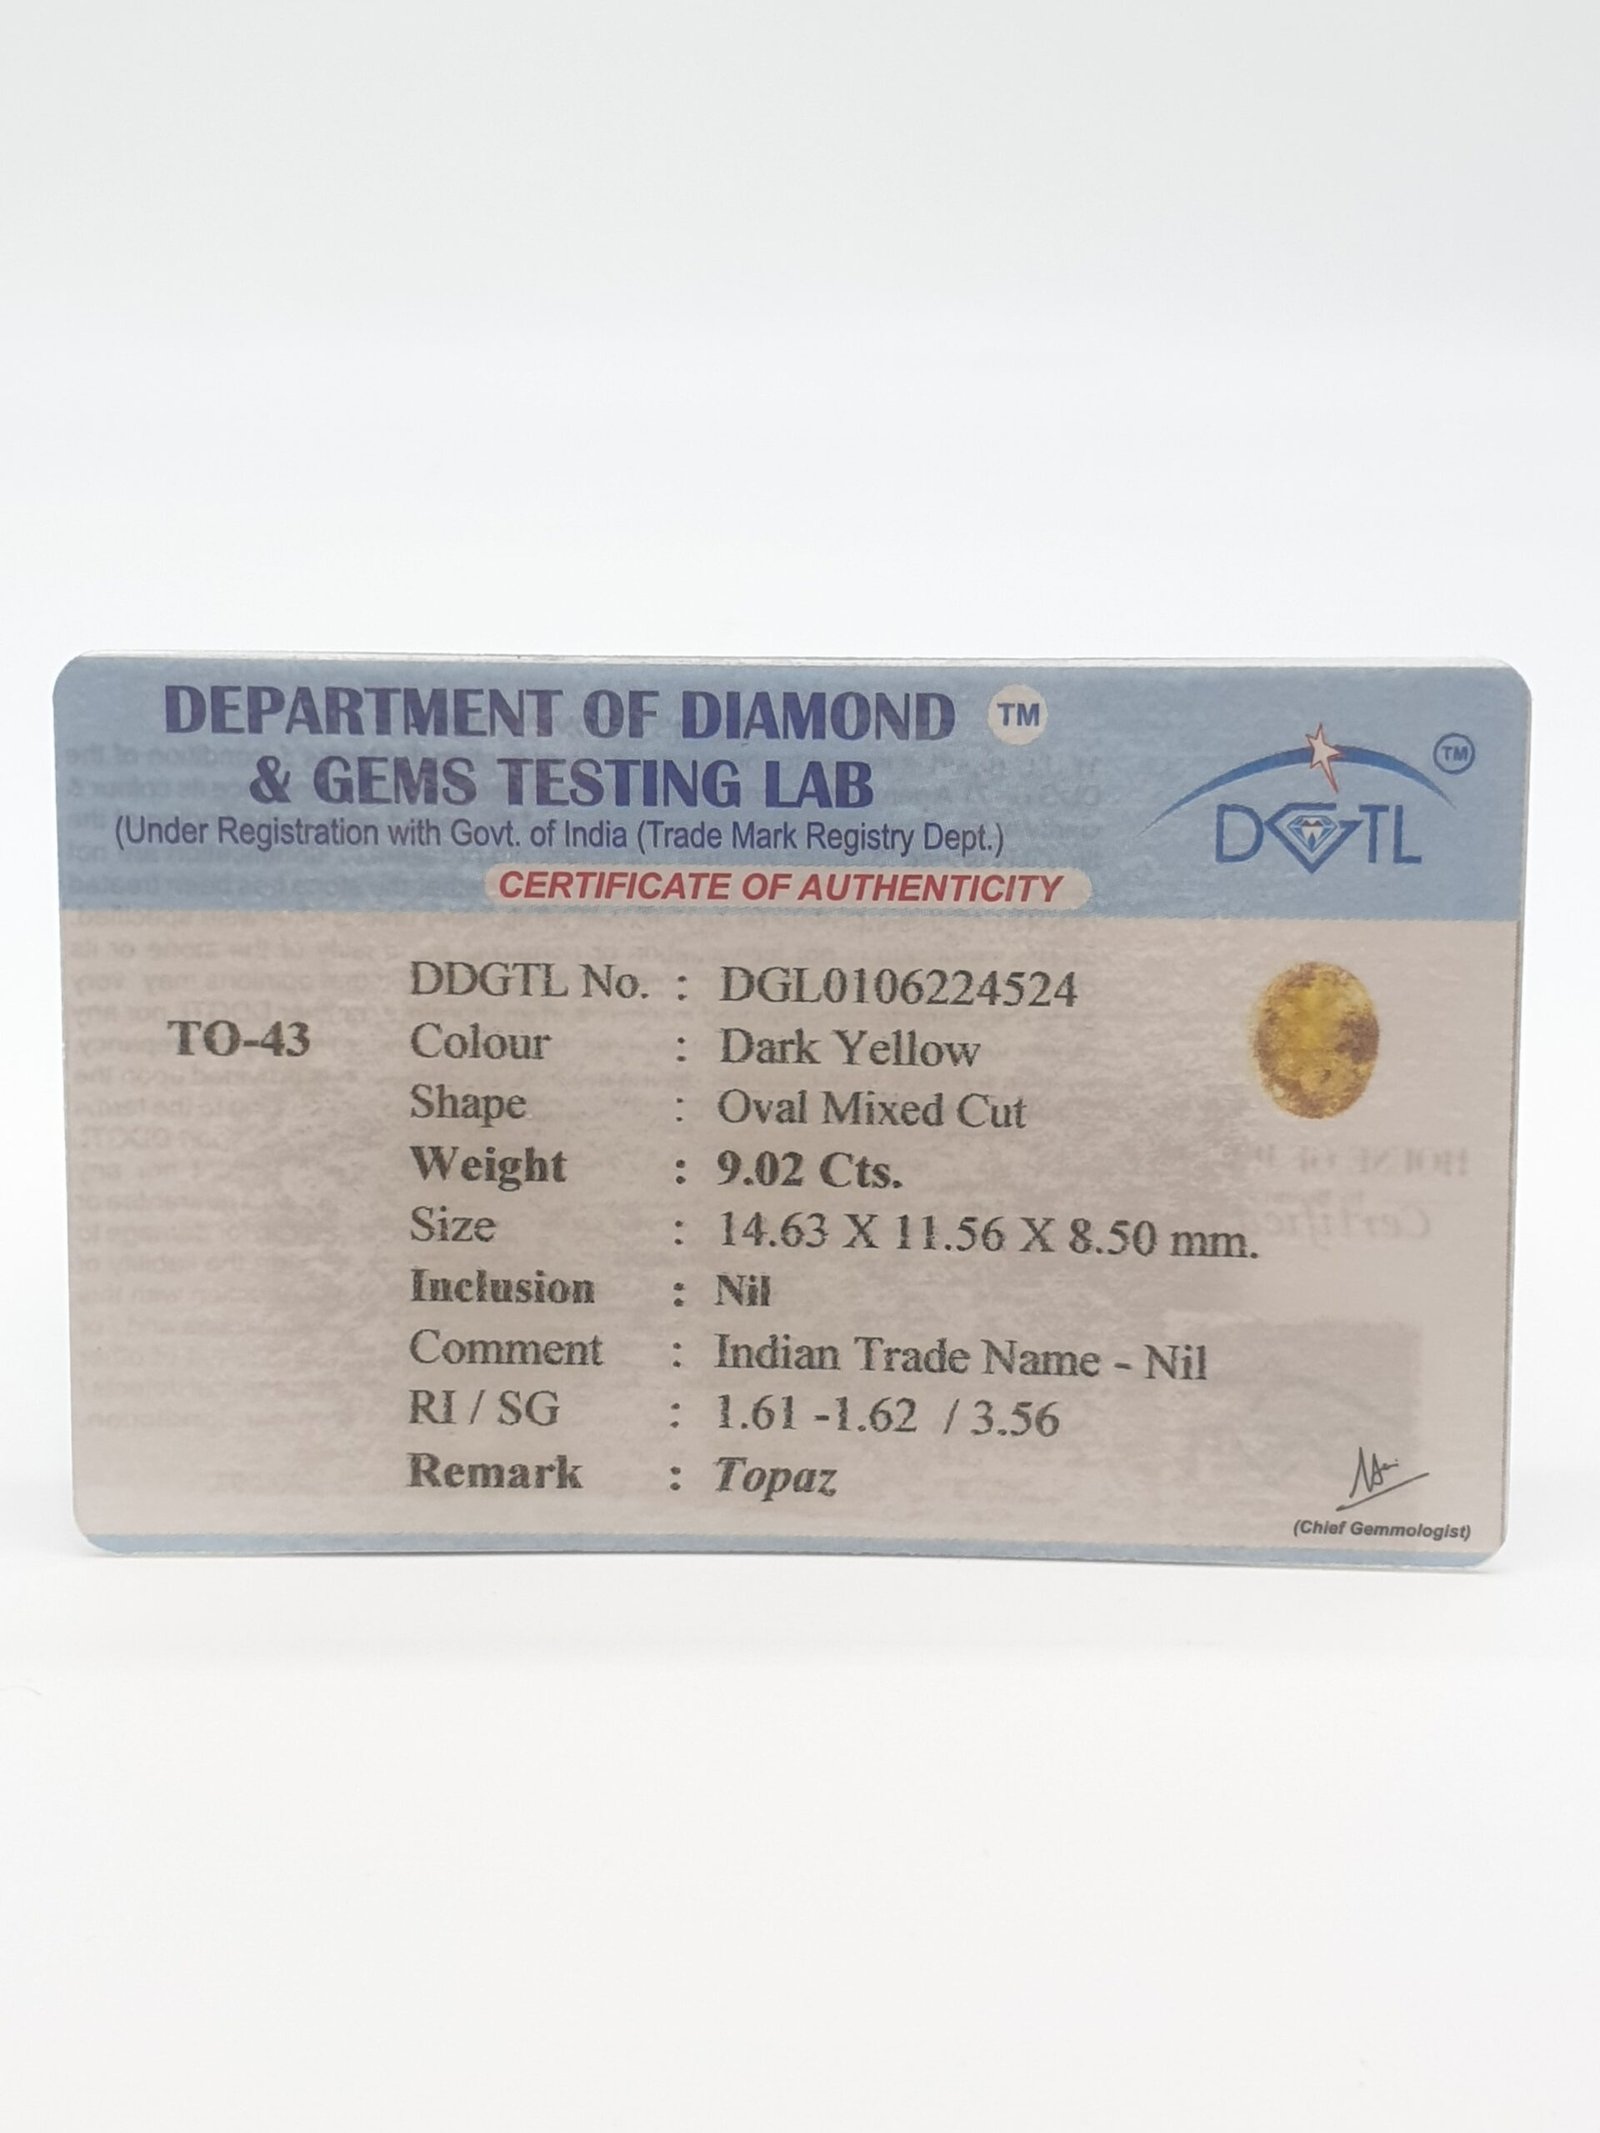 DEPARTMENT OF DIAMOND TM
& GEMS TESTING LAB
(Under Registration with Govt. of India (Trade Mark Registry Dept.)
CERTIFICATE OF AUTHENTICITY
DGTL TM
TO-43
DDGTL No. : DGL0106224524
Colour : Dark Yellow
Shape : Oval Mixed Cut
Weight : 9.02 Cts.
Size : 14.63 X 11.56 X 8.50 mm.
Inclusion : Nil
Comment : Indian Trade Name - Nil
RI / SG : 1.61 -1.62 / 3.56
Remark : Topaz
(Chief Gemmologist)